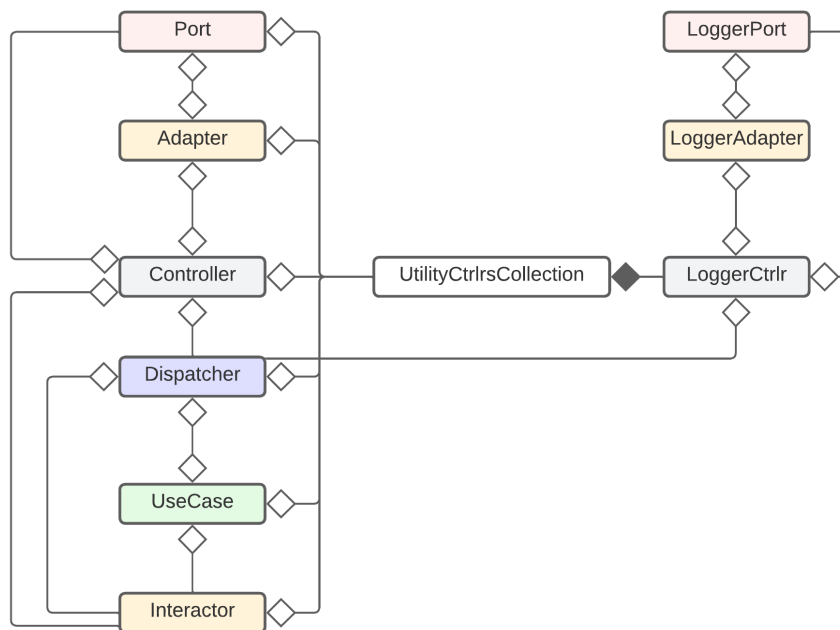 Port
LoggerPort
Adapter
LoggerAdapter
Controller
UtilityCtrlrsCollection
LoggerCtrlr
Dispatcher
UseCase
Interactor